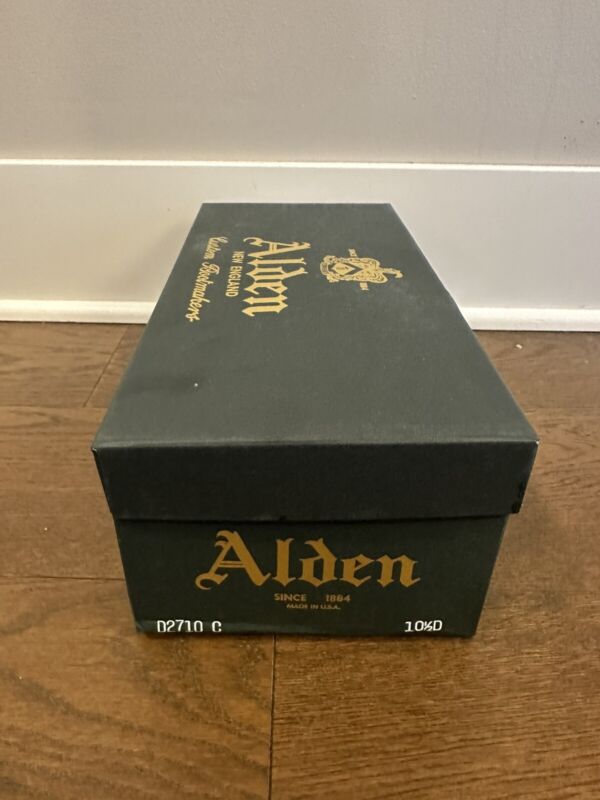 Alden
NEW ENGLAND
Custom Bootmakers
Alden
SINCE 1884
MADE IN U.S.A.
D2710 C
10½D